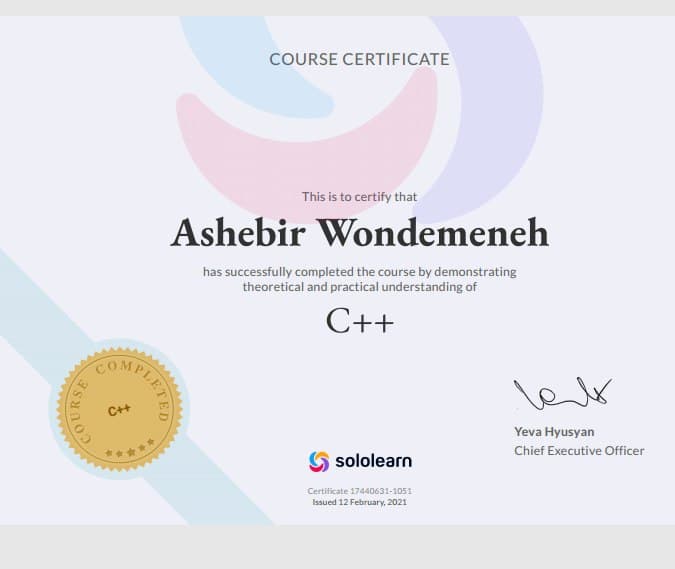 COURSE CERTIFICATE
This is to certify that
Ashebir Wondemeneh
has successfully completed the course by demonstrating
theoretical and practical understanding of
C++
COURSE COMPLETED
C++
Yeva Hyusyan
Chief Executive Officer
sololearn
Certificate 17440631-1051
Issued 12 February, 2021